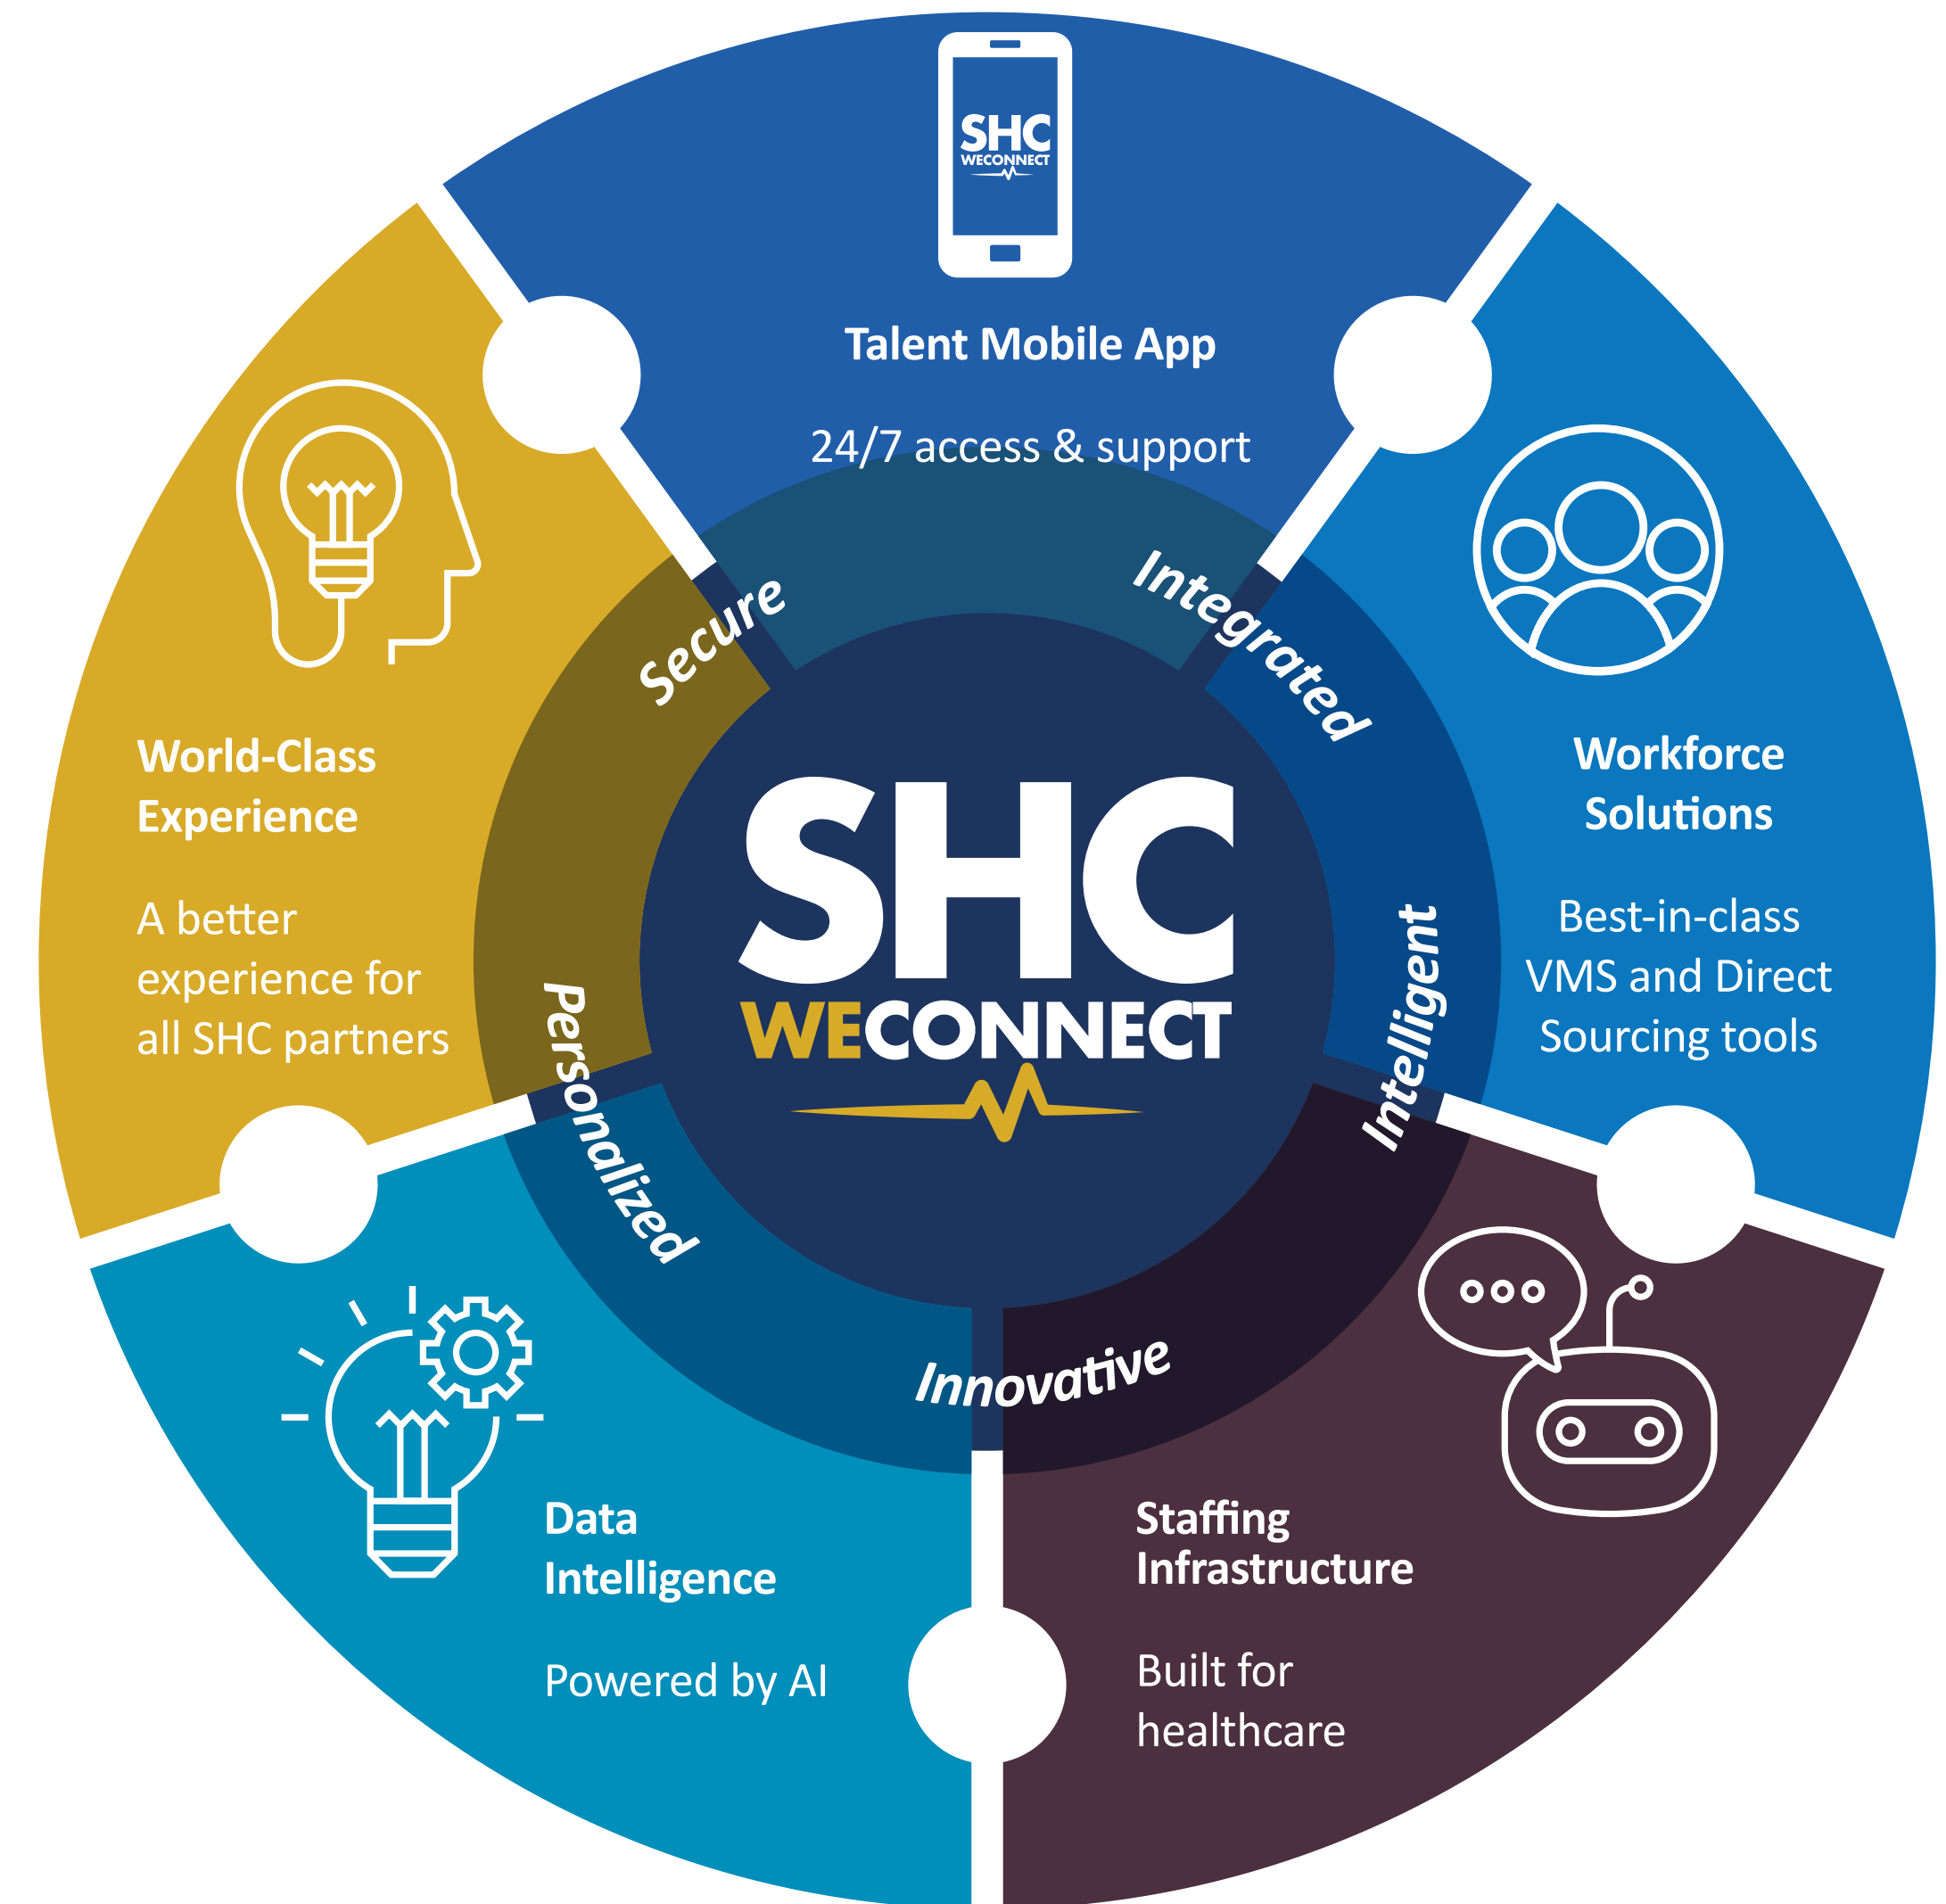 SHC
WECONNECT
Talent Mobile App
24/7 access & support
Secure
Integrated
World-Class
Experience
A better
experience for
all SHC partners
Workforce
Solutions
Best-in-class
VMS and Direct
Sourcing tools
SHC
WECONNECT
Personalized
Intelligent
Innovative
Data
Intelligence
Powered by AI
Staffing
Infrastructure
Built for
healthcare